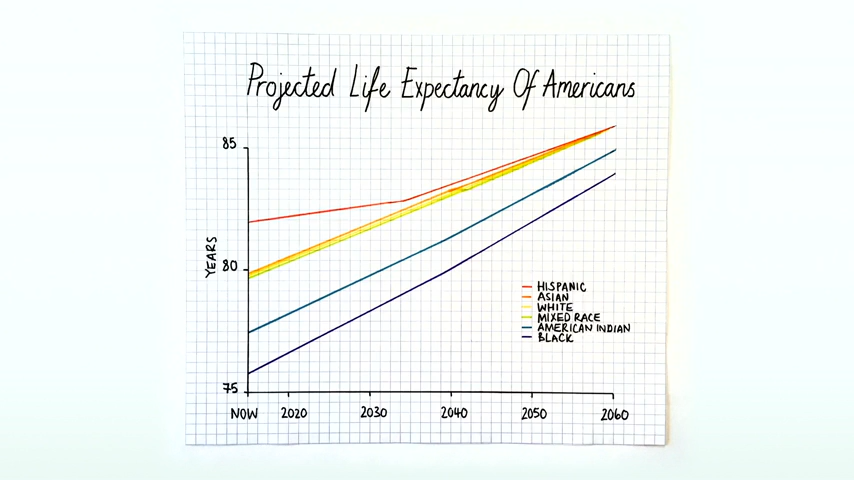 Projected Life Expectancy Of Americans
85
YEARS
80
75
HISPANIC
ASIAN
WHITE
MIXED RACE
AMERICAN INDIAN
BLACK
NOW 2020 2030 2040 2050 2060